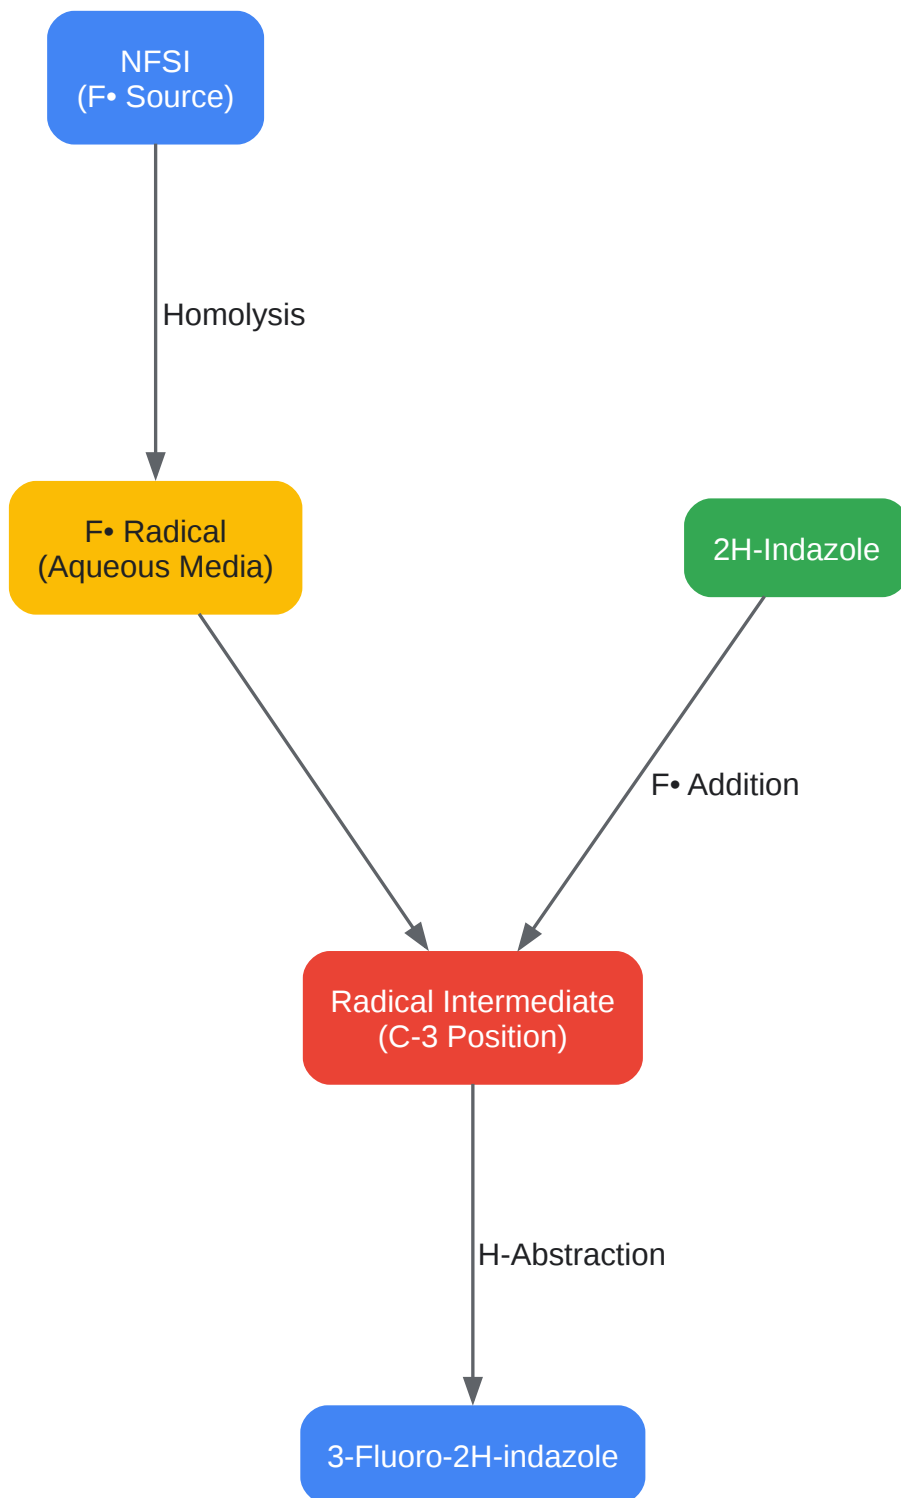 NFSI
(F• Source)
Homolysis
F• Radical
(Aqueous Media)
2H-Indazole
F• Addition
Radical Intermediate
(C-3 Position)
H-Abstraction
3-Fluoro-2H-indazole